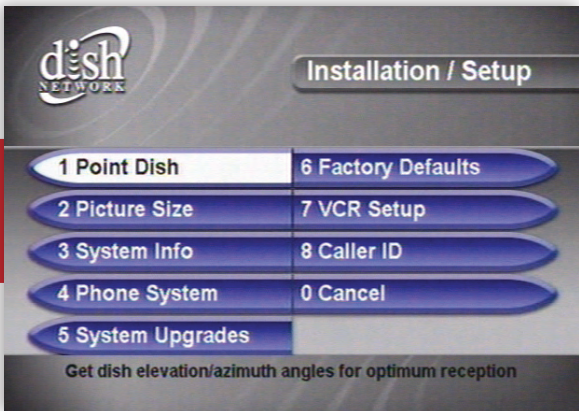 dish
NETWORK
Installation / Setup
1 Point Dish
2 Picture Size
3 System Info
4 Phone System
5 System Upgrades
6 Factory Defaults
7 VCR Setup
8 Caller ID
0 Cancel
Get dish elevation/azimuth angles for optimum reception